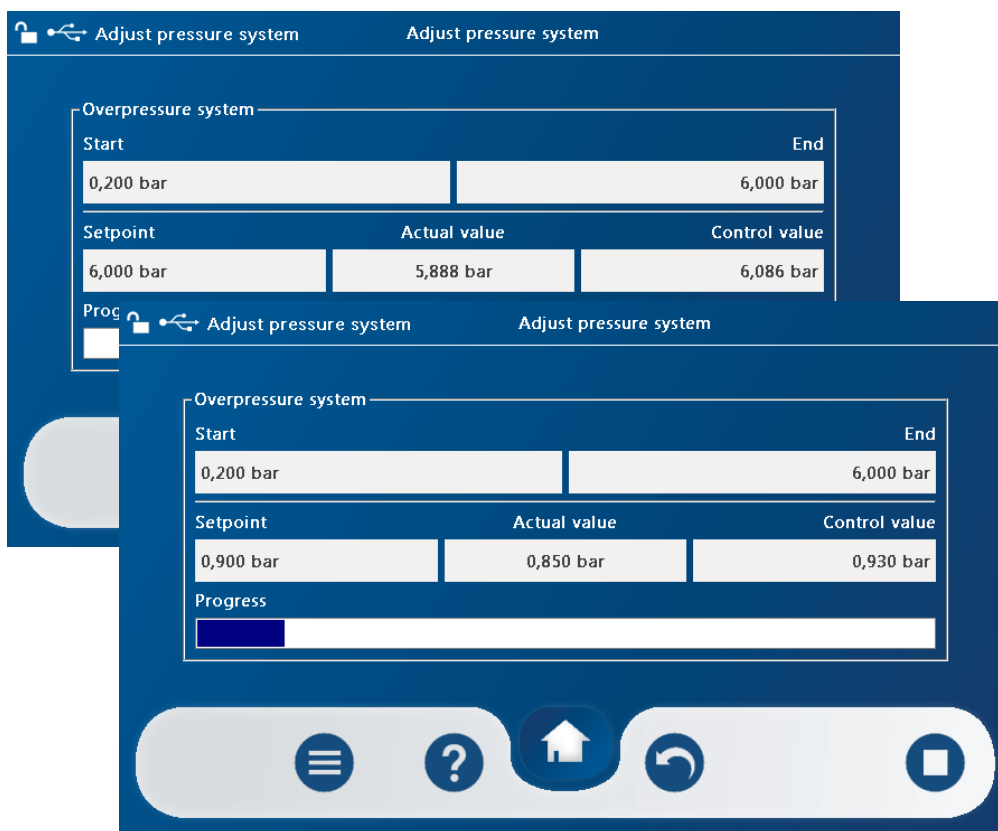 Adjust pressure system Adjust pressure system
Overpressure system
Start End
0,200 bar 6,000 bar
Setpoint Actual value Control value
6,000 bar 5,888 bar 6,086 bar
Prog
Adjust pressure system Adjust pressure system
Overpressure system
Start End
0,200 bar 6,000 bar
Setpoint Actual value Control value
0,900 bar 0,850 bar 0,930 bar
Progress
?